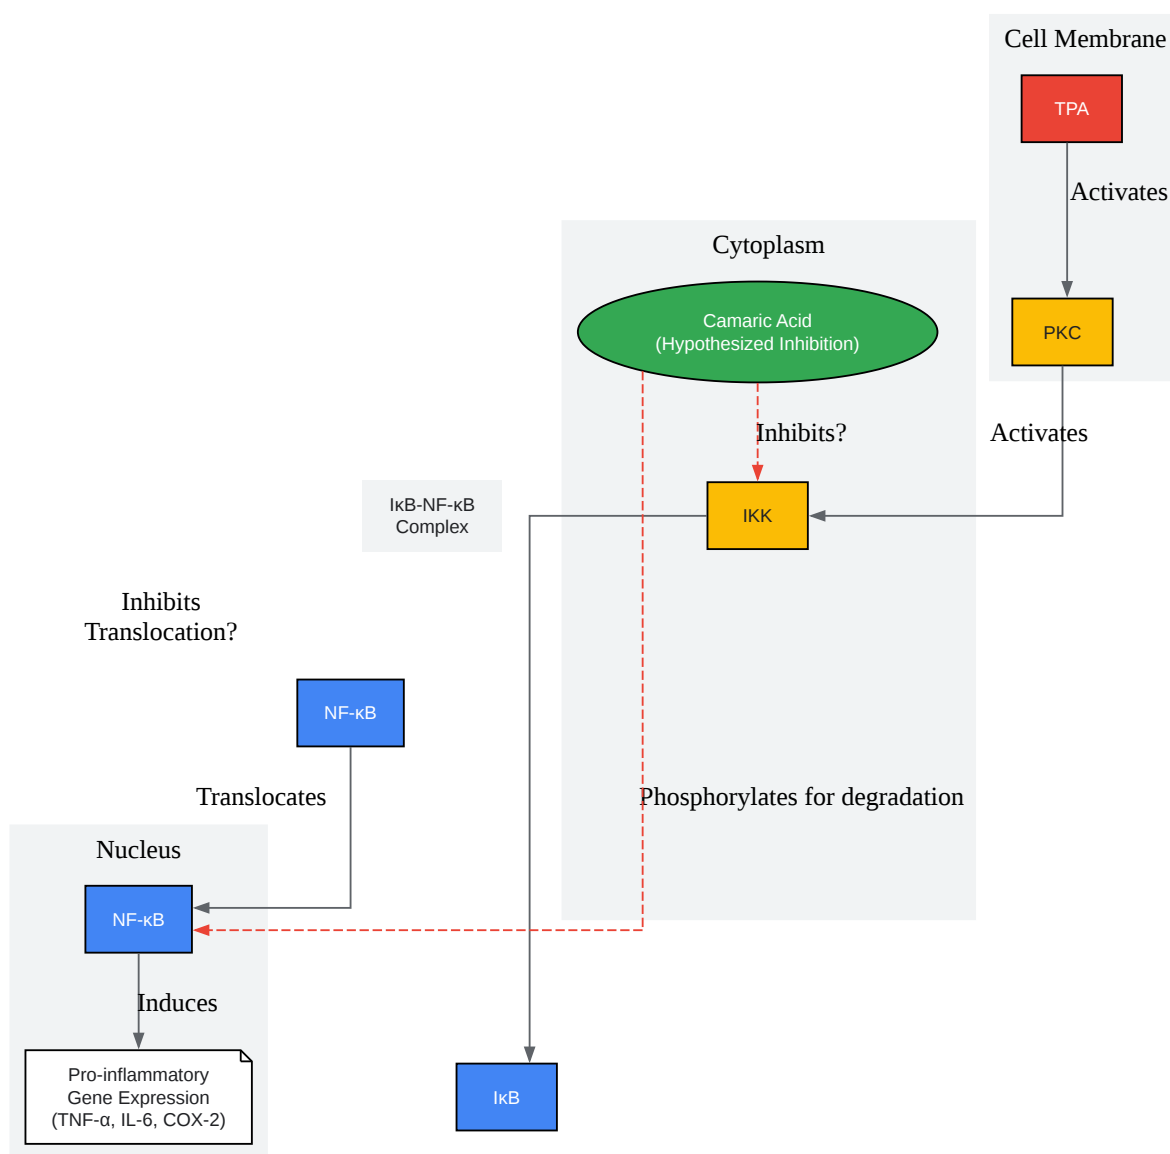 Cell Membrane
TPA
Activates
Cytoplasm
Camaric Acid
(Hypothesized Inhibition)
PKC
Inhibits?
Activates
IκB-NF-κB
Complex
IKK
Inhibits
Translocation?
NF-κB
Translocates
Phosphorylates for degradation
Nucleus
NF-κB
Induces
Pro-inflammatory
Gene Expression
(TNF-α, IL-6, COX-2)
IκB